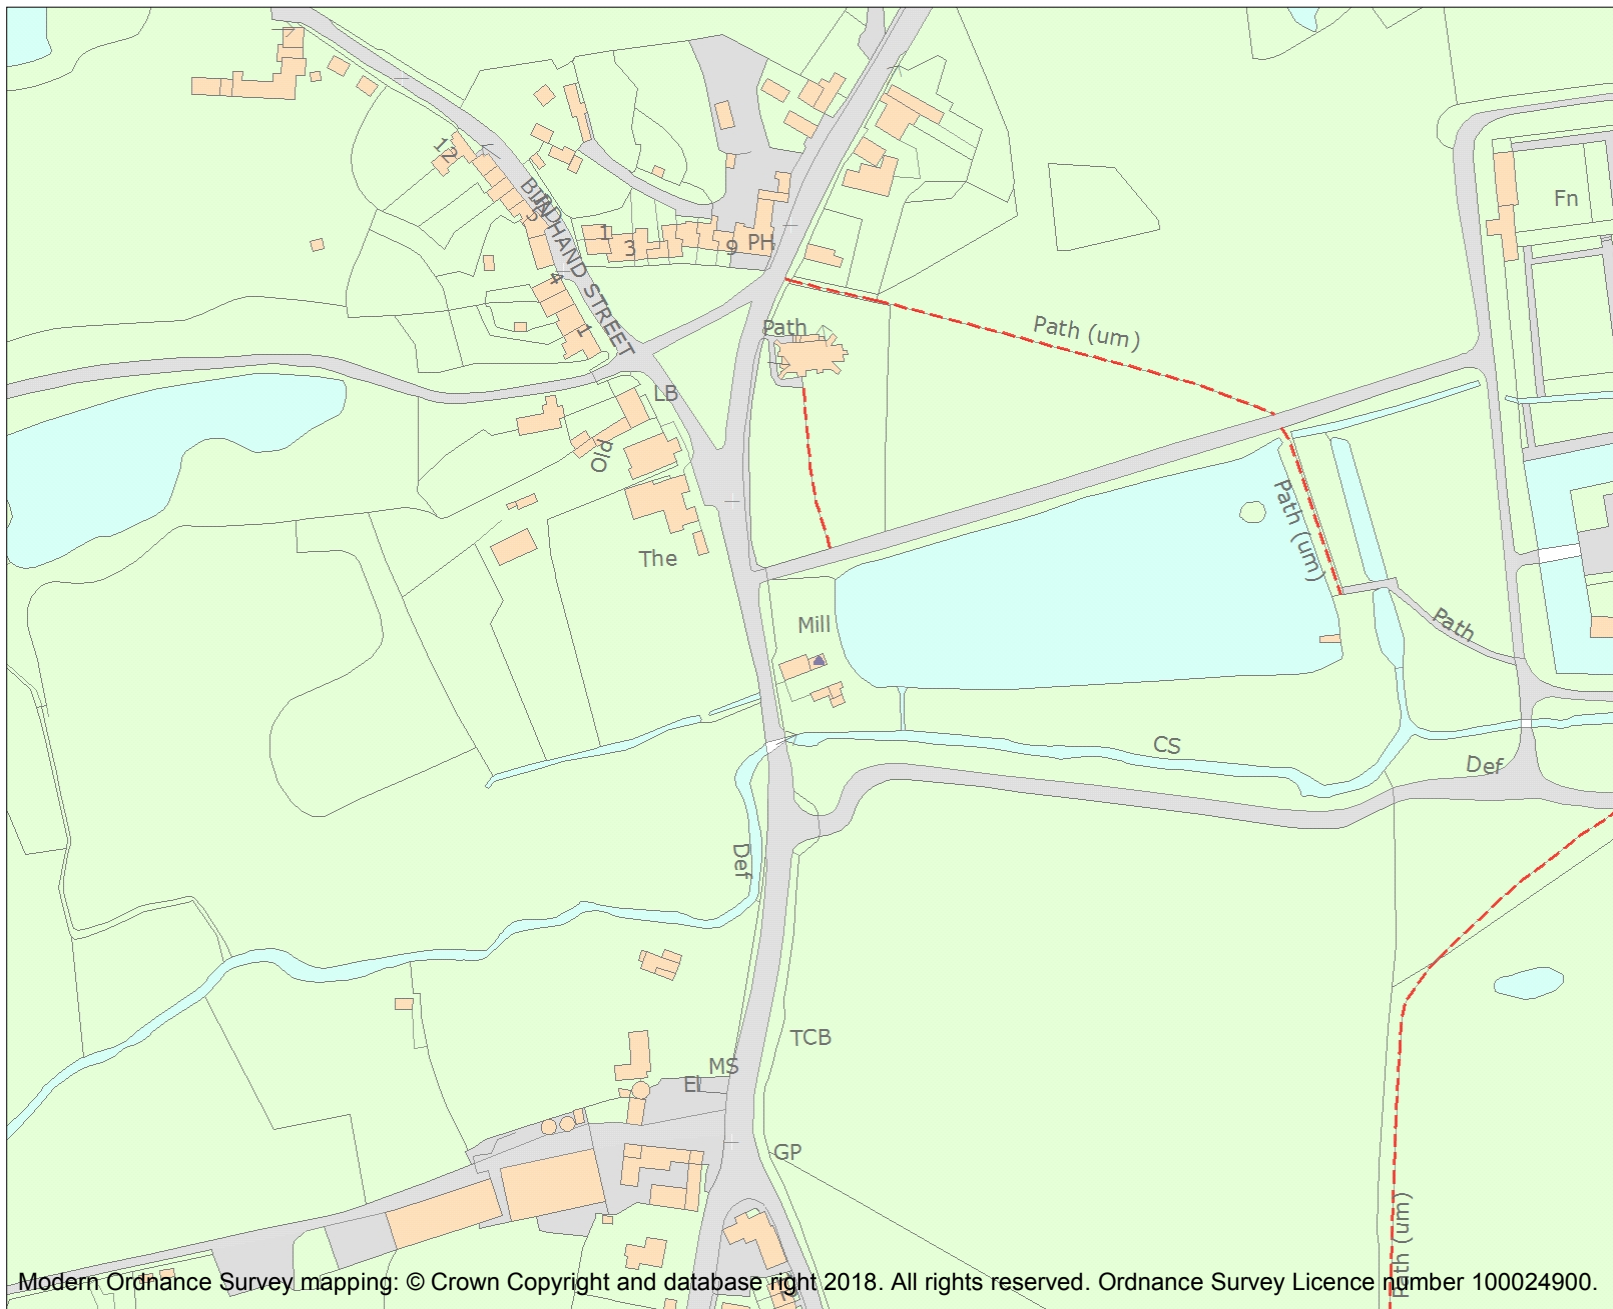 12
BIRDHAND STREET
5
1
3
9
PH
4
1
Fn
Path
Path (um)
LB
Old
Path (um)
The
Mill
Path
CS
Def
Def
TCB
MS
El
GP
Path (um)
Modern Ordnance Survey mapping: © Crown Copyright and database right 2018. All rights reserved. Ordnance Survey Licence number 100024900.